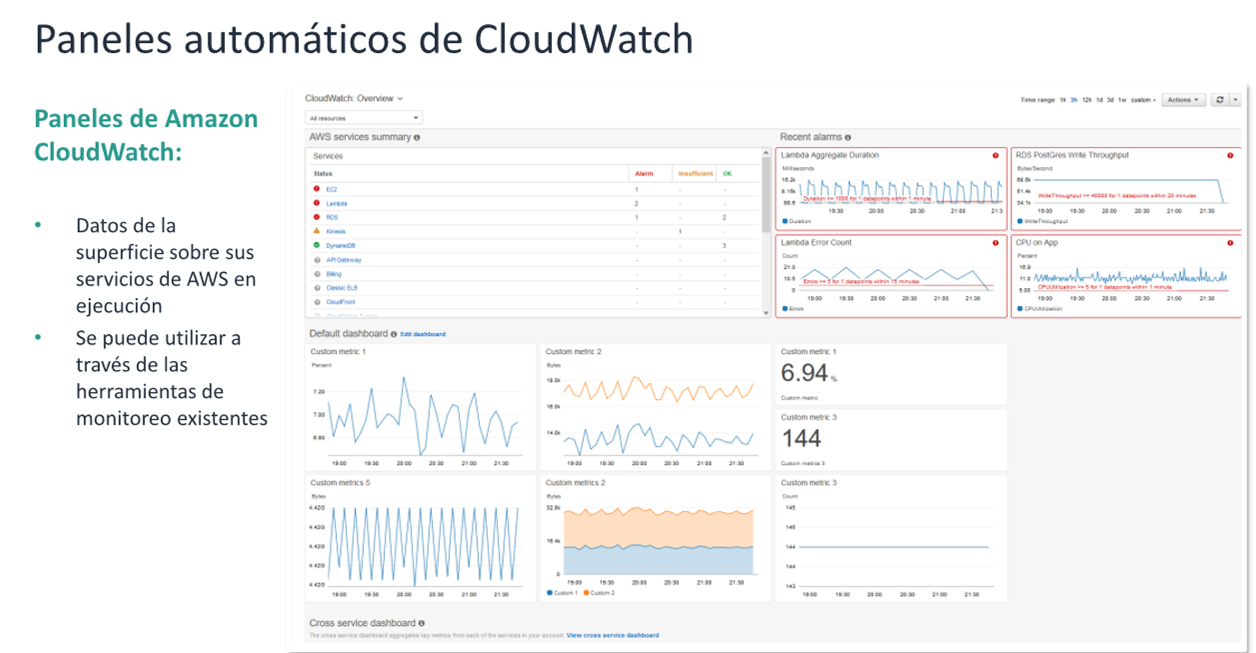 Paneles automáticos de CloudWatch
Paneles de Amazon
CloudWatch:
• Datos de la
superficie sobre sus
servicios de AWS en
ejecución
• Se puede utilizar a
través de las
herramientas de
monitoreo existentes
CloudWatch: Overview
Time range 1h 3h 12h 1d 3d 1w custom Actions
All resources
AWS services summary
Services
Status Alarm Insufficient OK
EC2 1 - -
Lambda 2 - -
RDS 1 - 2
Kinesis - 1 -
DynamoDB - - 3
API Gateway - - -
Billing - - -
Classic ELB - - -
CloudFront - - -
Recent alarms
Lambda Aggregate Duration
Milliseconds
16.2k
8.15k
88.6
Duration >= 1000 for 1 datapoints within 1 minute
19:30 20:00 20:30 21:00 21:3
Duration
RDS PostGres Write Throughput
Bytes/Second
68.8k
51.4k
34.1k
WriteThroughput >= 40000 for 1 datapoints within 20 minutes
19:00 19:30 20:00 20:30 21:00 21:30
WriteThroughput
Lambda Error Count
Count
21.0
10.5
0
Errors >= 5 for 1 datapoints within 15 minutes
19:00 19:30 20:00 20:30 21:00 21:30
Errors
CPU on App
Percent
11.9
5.00
CPUUtilization >= 5 for 1 datapoints within 1 minute
19:00 19:30 20:00 20:30 21:00 21:30
CPUUtilization
Default dashboard Edit dashboard
Custom metric 1
Percent
7.20
7.00
6.80
19:00 19:30 20:00 20:30 21:00 21:30
Custom metric 2
Bytes
18.0k
16.0k
14.0k
19:00 19:30 20:00 20:30 21:00 21:30
Custom metric 1
6.94%
Custom metric
Custom metric 3
144
Custom metrics 3
Custom metrics 5
Bytes
4.42G
4.42G
4.42G
4.42G
4.42G
19:00 19:30 20:00 20:30 21:00 21:30
Custom metrics 2
Bytes
32.8k
16.4k
0
19:00 19:30 20:00 20:30 21:00 21:30
Custom 1 Custom 2
Custom metric 3
Count
145
145
144
144
143
19:00 19:30 20:00 20:30 21:00 21:30
Cross service dashboard
The cross service dashboard aggregates key metrics from each of the services in your account. View cross service dashboard